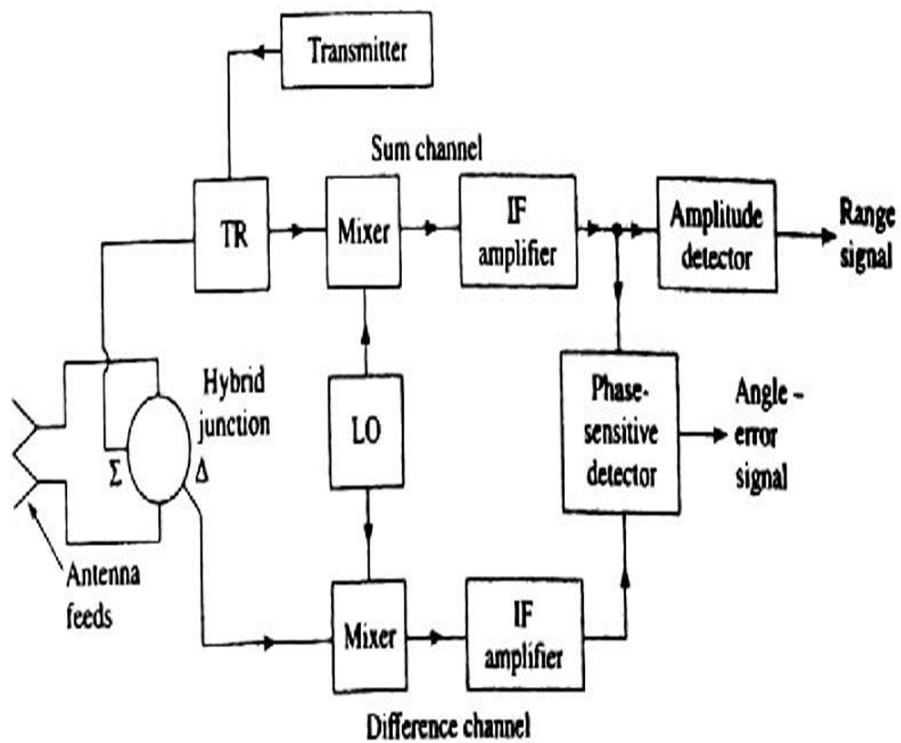 Transmitter
Sum channel
TR
Mixer
IF
amplifier
Amplitude
detector
Range
signal
Hybrid
junction
LO
Phase-
sensitive
detector
Angle –
error
signal
Σ
Δ
Antenna
feeds
Mixer
IF
amplifier
Difference channel